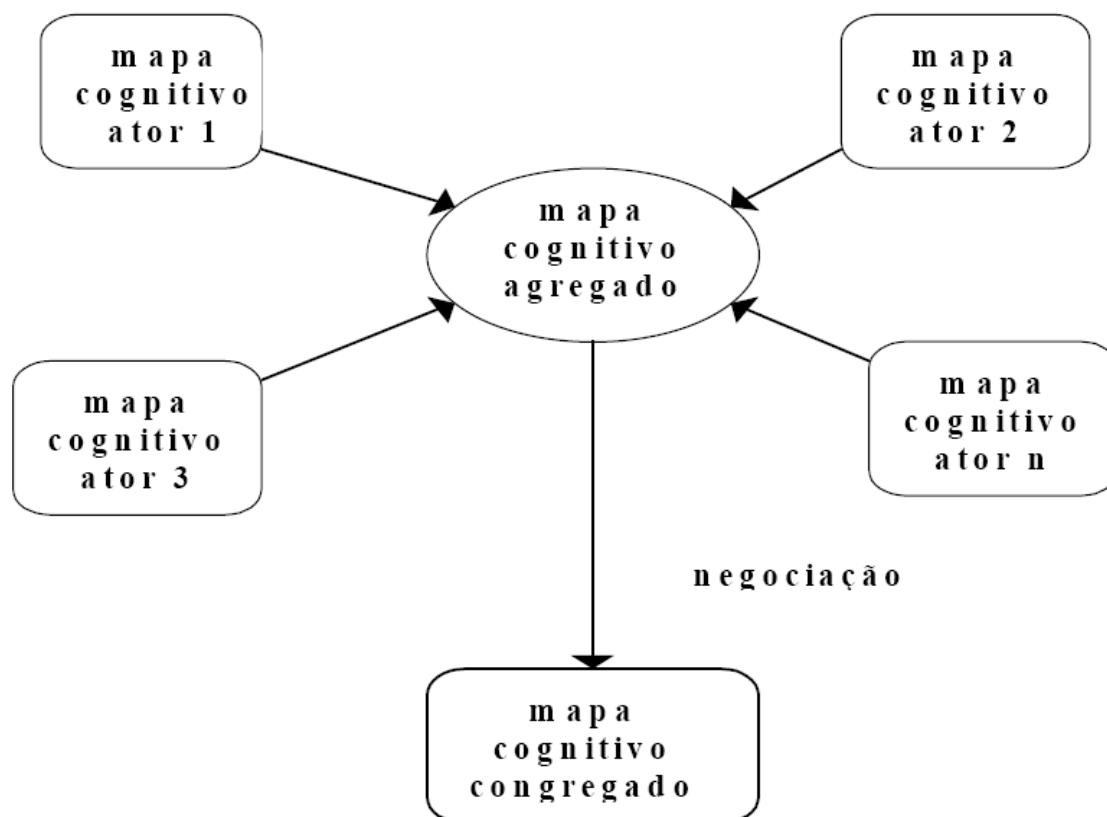 mapa
cognitivo
ator 1
mapa
cognitivo
ator 2
mapa
cognitivo
agregado
mapa
cognitivo
ator 3
mapa
cognitivo
ator n
negociação
mapa
cognitivo
congregado